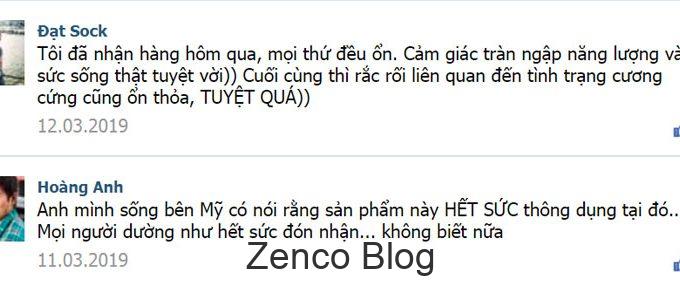 Đạt Sock
Tôi đã nhận hàng hôm qua, mọi thứ đều ổn. Cảm giác tràn ngập năng lượng và
sức sống thật tuyệt vời)) Cuối cùng thì rắc rối liên quan đến tình trạng cương
cứng cũng ổn thỏa, TUYỆT QUÁ))
12.03.2019
Hoàng Anh
Anh mình sống bên Mỹ có nói rằng sản phẩm này HẾT SỨC thông dụng tại đó..
Mọi người dường như hết sức đón nhận... không biết nữa
11.03.2019
Zenco Blog